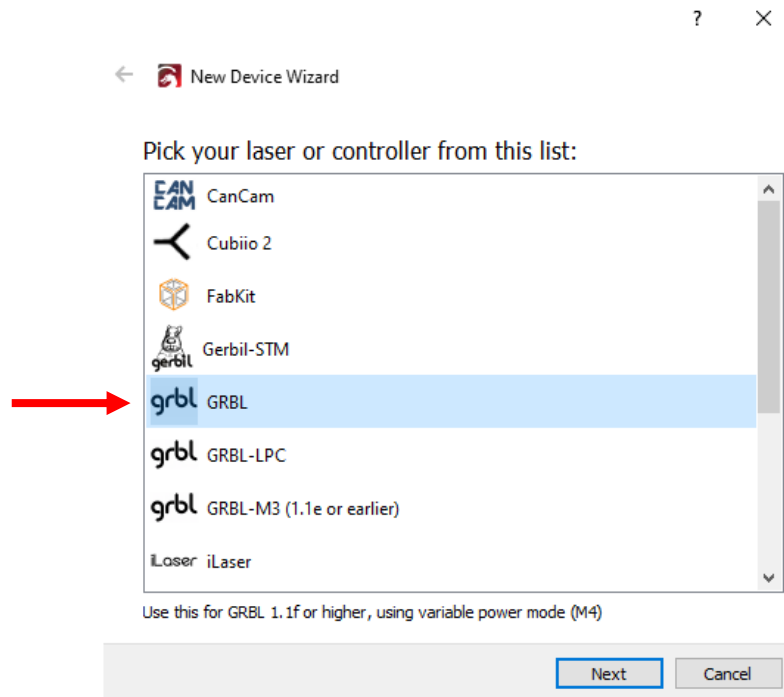 ?
New Device Wizard
Pick your laser or controller from this list:
CAN CAM CanCam
Cubiio 2
FabKit
gerbil Gerbil-STM
grbl GRBL
grbl GRBL-LPC
grbl GRBL-M3 (1.1e or earlier)
iLaser iLaser
Use this for GRBL 1.1f or higher, using variable power mode (M4)
Next Cancel